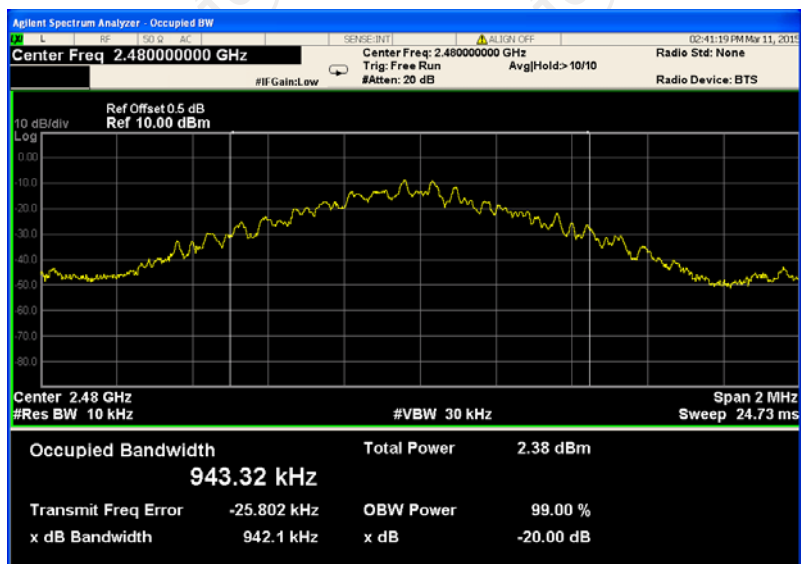 Agilent Spectrum Analyzer - Occupied BW
L RF 50 Ω AC SENSE:INT ALIGN OFF 02:41:19 PM Mar 11, 2015
Center Freq 2.480000000 GHz
Center Freq: 2.480000000 GHz
Radio Std: None
Trig: Free Run Avg|Hold:> 10/10
#IFGain:Low #Atten: 20 dB Radio Device: BTS
Ref Offset 0.5 dB
10 dB/div Ref 10.00 dBm
Log
0.00
-10.0
-20.0
-30.0
-40.0
-50.0
-60.0
-70.0
-80.0
Center 2.48 GHz Span 2 MHz
#Res BW 10 kHz #VBW 30 kHz Sweep 24.73 ms
Occupied Bandwidth Total Power 2.38 dBm
943.32 kHz
Transmit Freq Error -25.802 kHz OBW Power 99.00 %
x dB Bandwidth 942.1 kHz x dB -20.00 dB